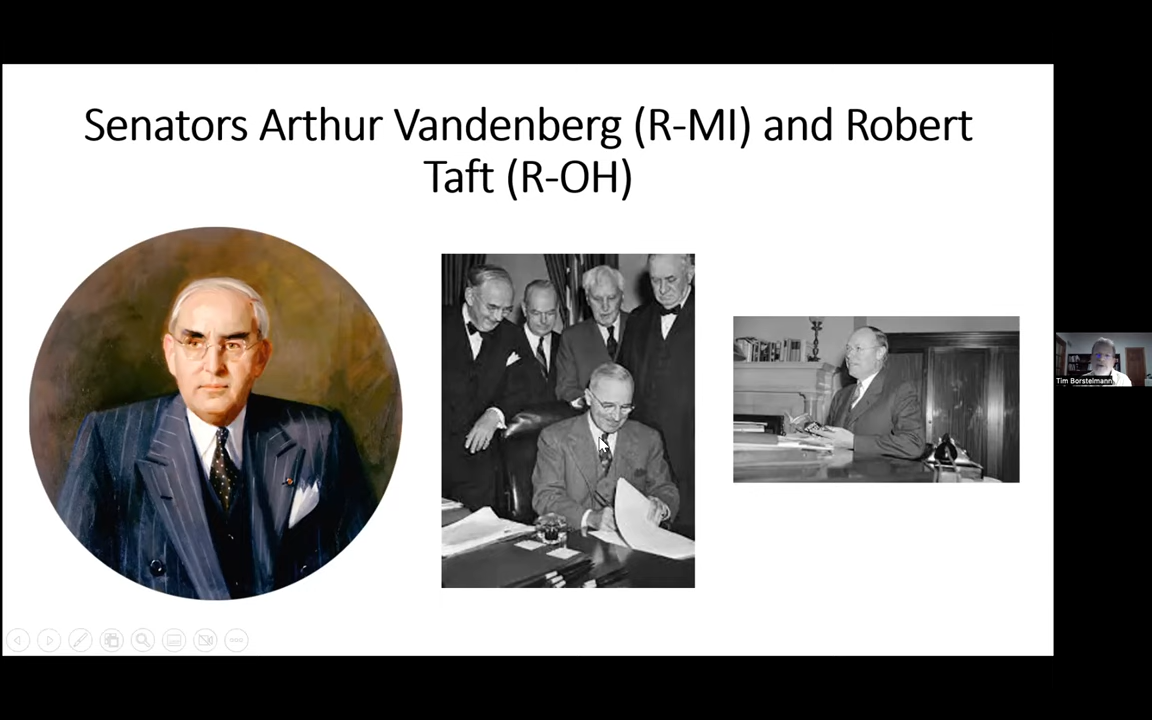 Senators Arthur Vandenberg (R-MI) and Robert
Taft (R-OH)
Tim Borstelmann